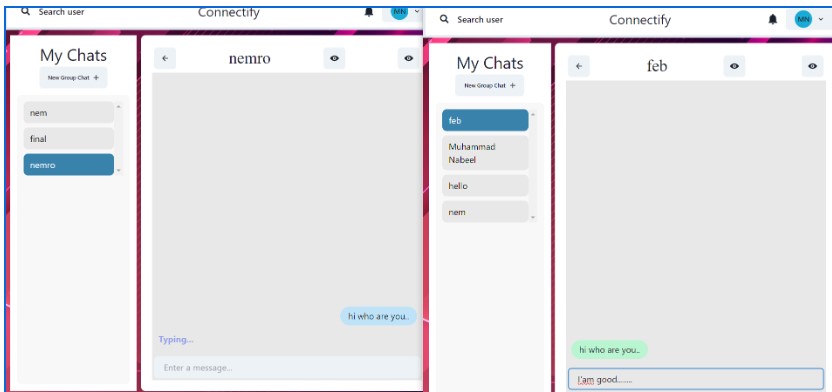 Search user
Connectify
MN
My Chats
New Group Chat +
nem
final
nemro
nemro
hi who are you..
Typing...
Enter a message...
Search user
Connectify
MN
My Chats
New Group Chat +
feb
Muhammad
Nabeel
hello
nem
feb
hi who are you..
I'am good........